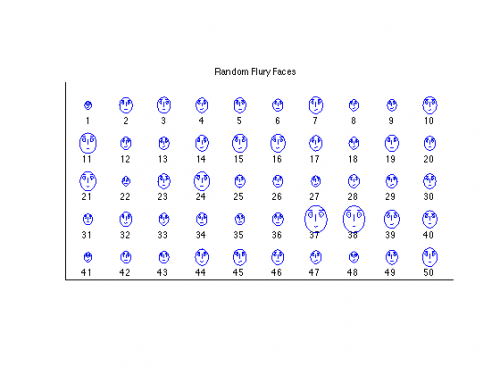 Random Flury Faces
1 2 3 4 5 6 7 8 9 10
11 12 13 14 15 16 17 18 19 20
21 22 23 24 25 26 27 28 29 30
31 32 33 34 35 36 37 38 39 40
41 42 43 44 45 46 47 48 49 50